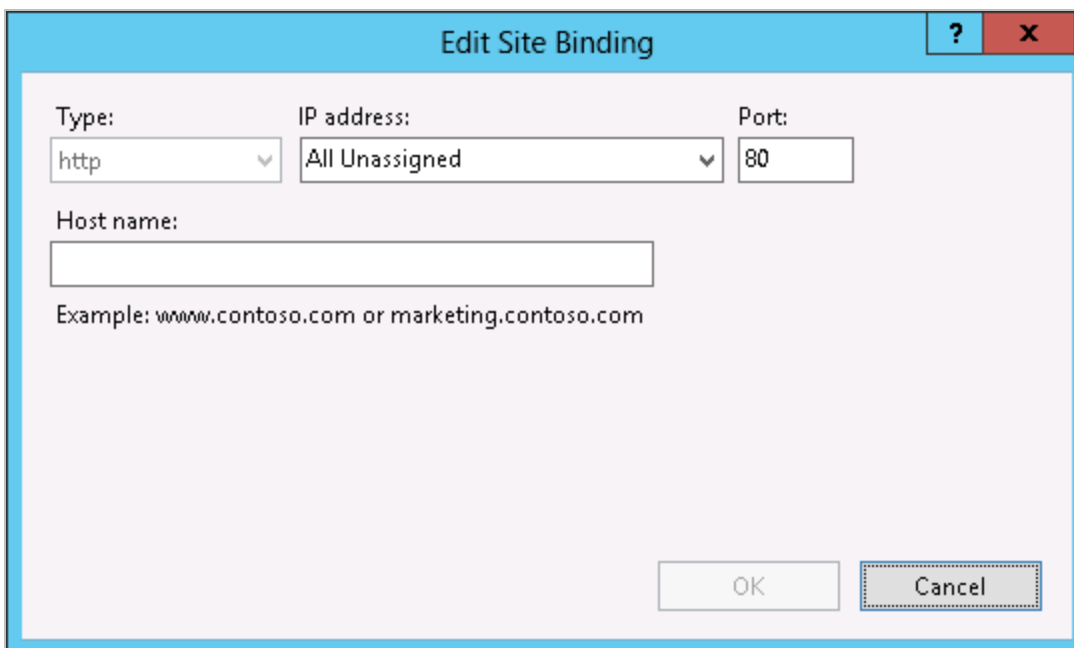 Edit Site Binding
? x
Type: IP address: Port:
http All Unassigned 80
Host name:
Example: www.contoso.com or marketing.contoso.com
OK Cancel